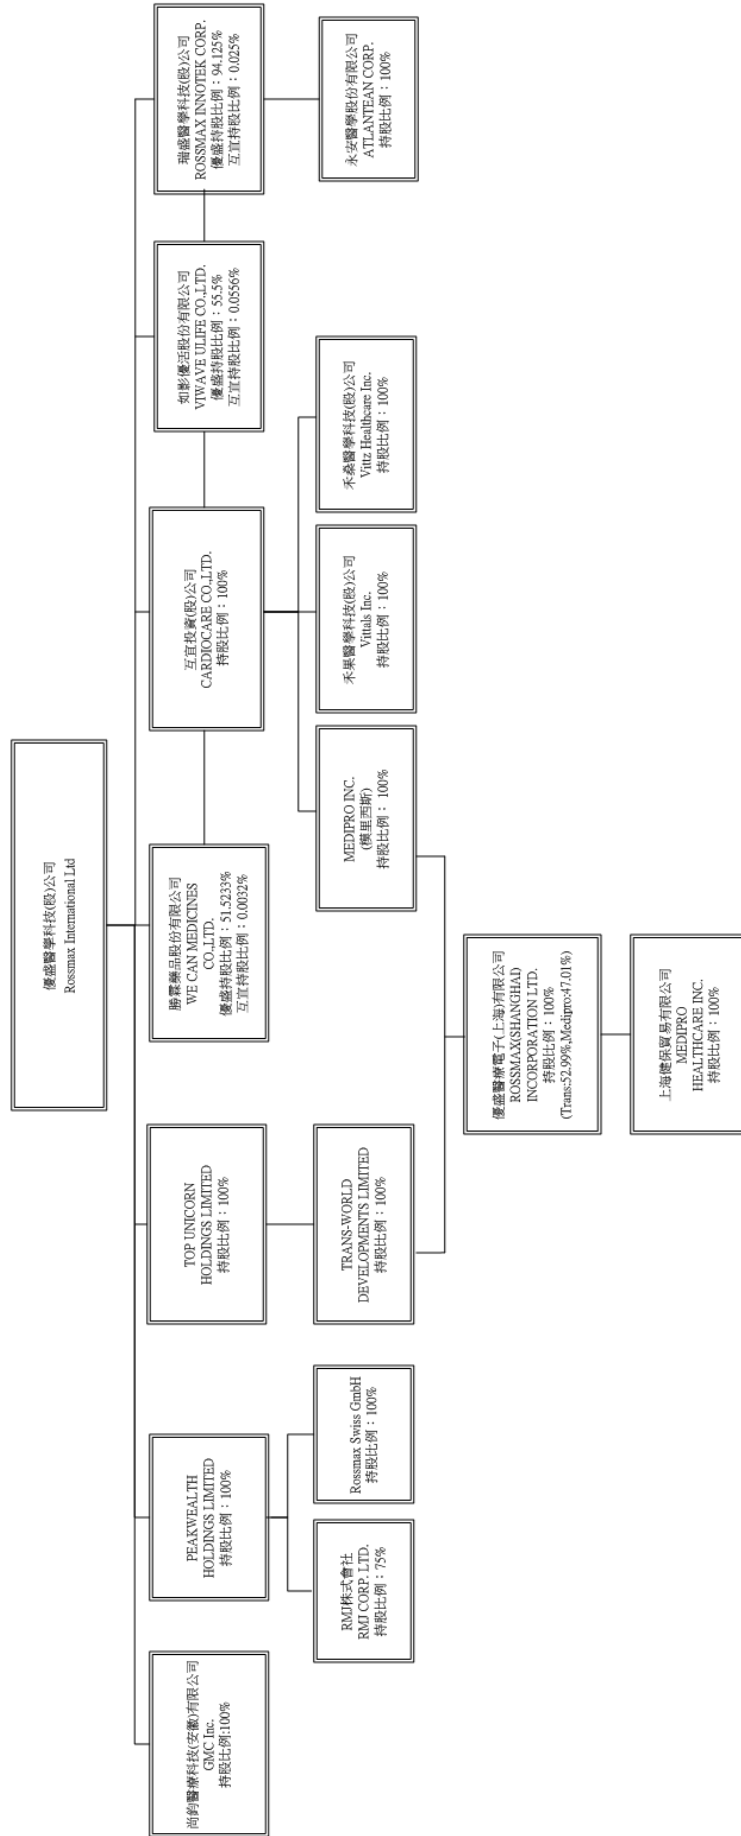 優盛醫學科技(股)公司
Rossmax International Ltd
尚鈞醫療科技(安徽)有限公司
GMC Inc.
持股比例:100%
PEAKWEALTH
HOLDINGS LIMITED
持股比例：100%
TOP UNICORN
HOLDINGS LIMITED
持股比例：100%
勝霖藥品股份有限公司
WE CAN MEDICINES
CO.,LTD.
優盛持股比例：51.5233%
互宜持股比例：0.0032%
互宜投資(股)公司
CARDIOCARE CO.,LTD.
持股比例：100%
如影優活股份有限公司
VIWAVE ULIFE CO.,LTD.
優盛持股比例：55.5%
互宜持股比例：0.0556%
瑞盛醫學科技(股)公司
ROSSMAX INNOTEK CORP.
優盛持股比例：94.125%
互宜持股比例：0.025%
RMJ株式會社
RMJ CORP. LTD.
持股比例：75%
Rossmax Swiss GmbH
持股比例：100%
TRANS-WORLD
DEVELOPMENTS LIMITED
持股比例：100%
MEDIPRO INC.
(模里西斯)
持股比例： 100%
禾果醫學科技(股)公司
Vittals Inc.
持股比例：100%
禾燊醫學科技(股)公司
Vittz Healthcare Inc.
持股比例：100%
永安醫學股份有限公司
ATLANTEAN CORP.
持股比例：100%
優盛醫療電子(上海)有限公司
ROSSMAX(SHANGHAI)
INCORPORATION LTD.
持股比例：100%
(Trans:52.99%,Medipro:47.01%)
上海健保貿易有限公司
MEDIPRO
HEALTHCARE INC.
持股比例：100%